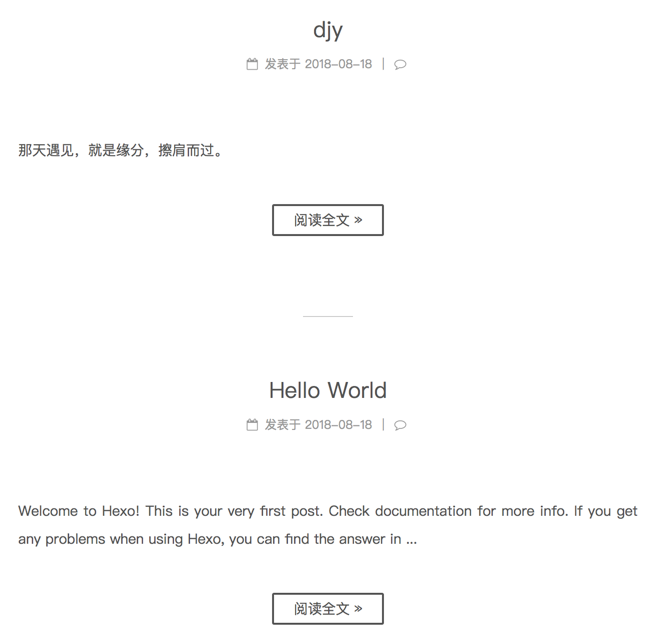 djy
发表于 2018-08-18 |
那天遇见，就是缘分，擦肩而过。
阅读全文 »
Hello World
发表于 2018-08-18 |
Welcome to Hexo! This is your very first post. Check documentation for more info. If you get
any problems when using Hexo, you can find the answer in ...
阅读全文 »